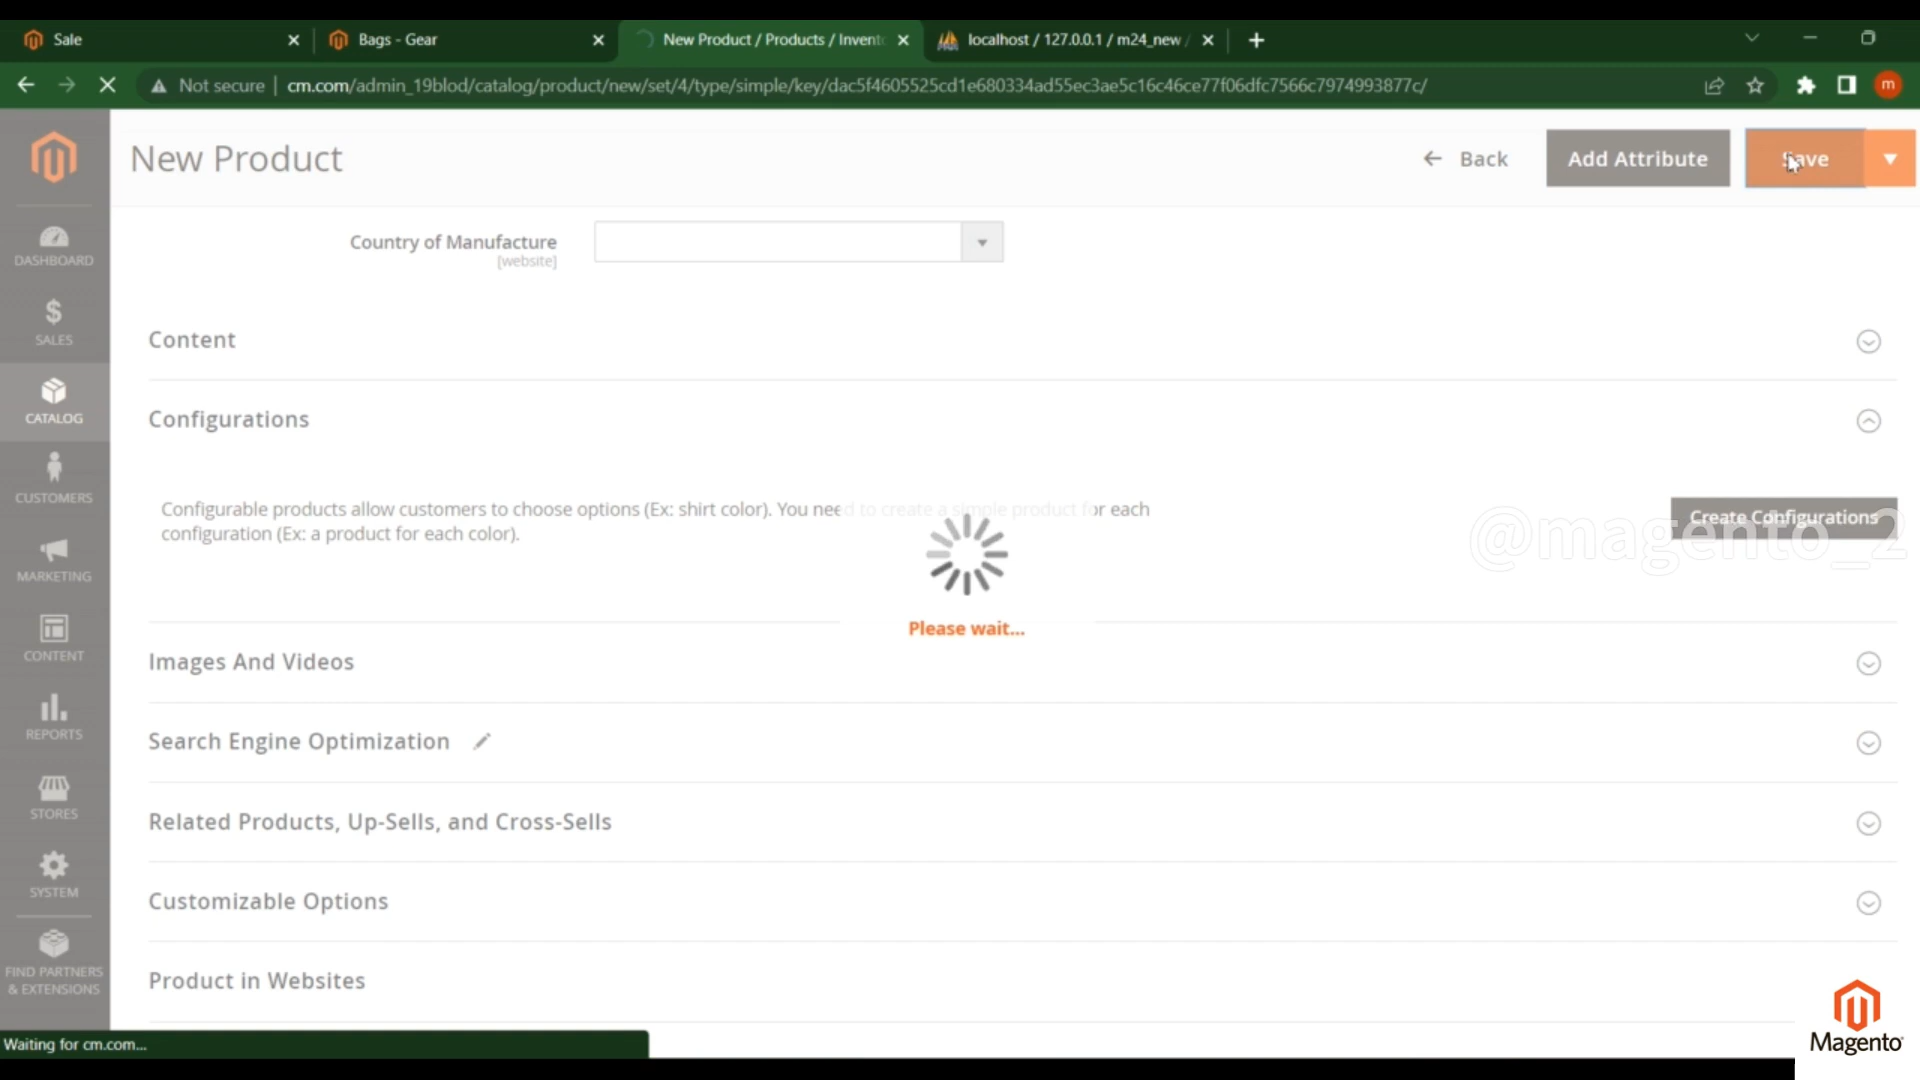 Sale
Bags - Gear
New Product / Products / Invent
localhost / 127.0.0.1 / m24_new /
Not secure
cm.com/admin_19blod/catalog/product/new/set/4/type/simple/key/dac5f4605525cd1e680334ad55ec3ae5c16c46ce77f06dfc7566c7974993877c/
m
New Product
Back
Add Attribute
Save
Country of Manufacture
[website]
DASHBOARD
SALES
CATALOG
CUSTOMERS
MARKETING
CONTENT
REPORTS
STORES
SYSTEM
FIND PARTNERS
& EXTENSIONS
Content
Configurations
Configurable products allow customers to choose options (Ex: shirt color). You need to create a simple product for each
configuration (Ex: a product for each color).
Create Configurations
@magento_2
Please wait...
Images And Videos
Search Engine Optimization
Related Products, Up-Sells, and Cross-Sells
Customizable Options
Product in Websites
Waiting for cm.com...
Magento